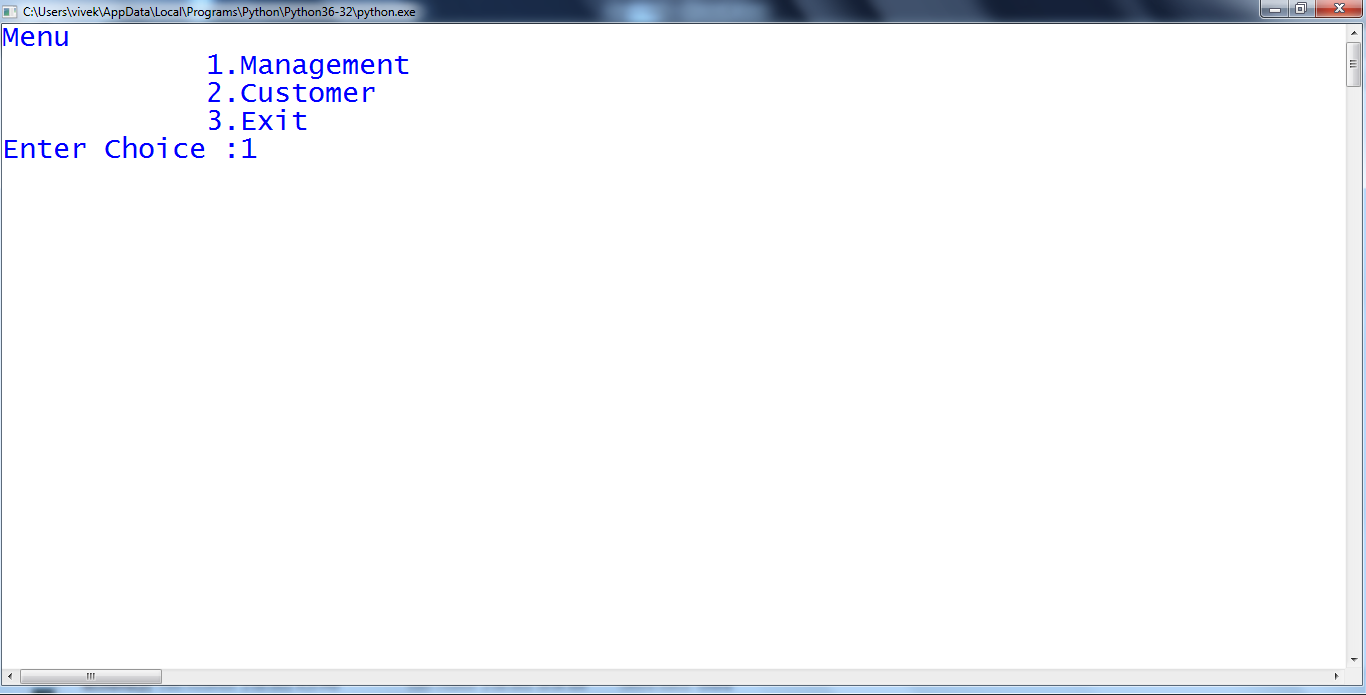 C:\Users\vivek\AppData\Local\Programs\Python\Python36-32\python.exe
Menu
1.Management
2.Customer
3.Exit
Enter Choice :1